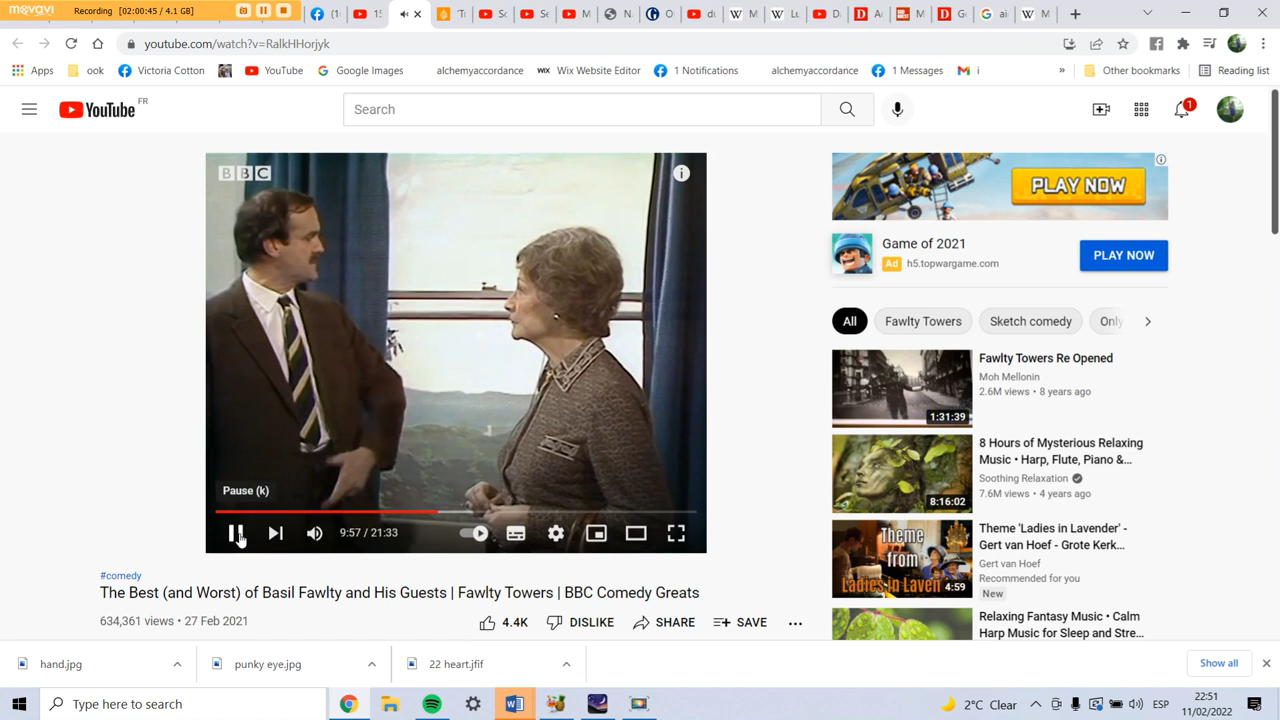 movavi
Recording [02:00:45 / 4.1 GB]
youtube.com/watch?v=RalkHHorjyk
Apps
ook
Victoria Cotton
YouTube
Google Images
alchemyaccordance
WIX Wix Website Editor
1 Notifications
alchemyaccordance
1 Messages
i
»
Other bookmarks
Reading list
YouTube FR
Search
1
BBC
Pause (k)
9:57 / 21:33
#comedy
The Best (and Worst) of Basil Fawlty and His Guests | Fawlty Towers | BBC Comedy Greats
634,361 views • 27 Feb 2021
4.4K DISLIKE SHARE SAVE
PLAY NOW
Game of 2021
Ad h5.topwargame.com
PLAY NOW
All Fawlty Towers Sketch comedy Only
Fawlty Towers Re Opened
Moh Mellonin
2.6M views • 8 years ago
1:31:39
8 Hours of Mysterious Relaxing
Music • Harp, Flute, Piano &...
Soothing Relaxation
7.6M views • 4 years ago
8:16:02
Theme 'Ladies in Lavender' -
Gert van Hoef - Grote Kerk...
Gert van Hoef
Recommended for you
New
Theme
from
Ladies in Laven
4:59
Relaxing Fantasy Music • Calm
Harp Music for Sleep and Stre...
hand.jpg
punky eye.jpg
22 heart.jfif
Show all
Type here to search
2°C Clear
ESP
22:51
11/02/2022